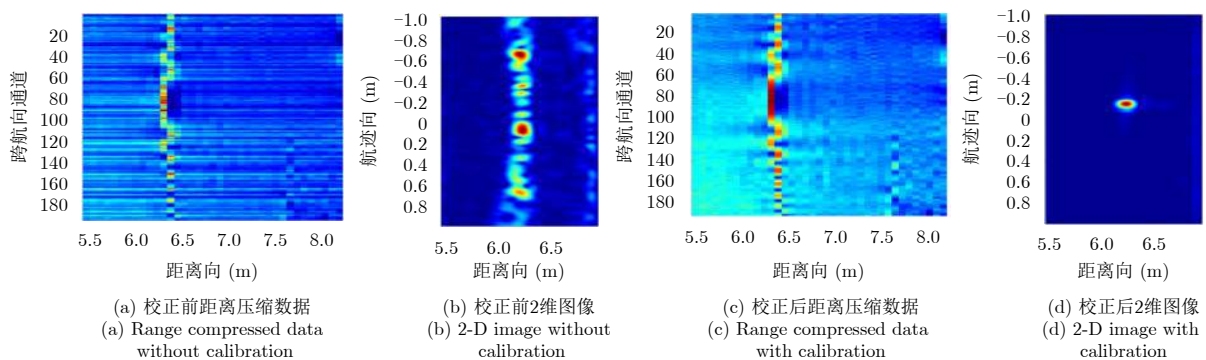 20
40
60
80
100
120
140
160
180
跨航向通道
5.5 6.0 6.5 7.0 7.5 8.0
距离向 (m)
(a) 校正前距离压缩数据
(a) Range compressed data
without calibration
−1.0
−0.8
−0.6
−0.4
−0.2
0
0.2
0.4
0.6
0.8
航迹向 (m)
5.5 6.0 6.5
距离向 (m)
(b) 校正前2维图像
(b) 2-D image without
calibration
20
40
60
80
100
120
140
160
180
跨航向通道
5.5 6.0 6.5 7.0 7.5 8.0
距离向 (m)
(c) 校正后距离压缩数据
(c) Range compressed data
with calibration
−1.0
−0.8
−0.6
−0.4
−0.2
0
0.2
0.4
0.6
0.8
航迹向 (m)
5.5 6.0 6.5
距离向 (m)
(d) 校正后2维图像
(d) 2-D image with
calibration